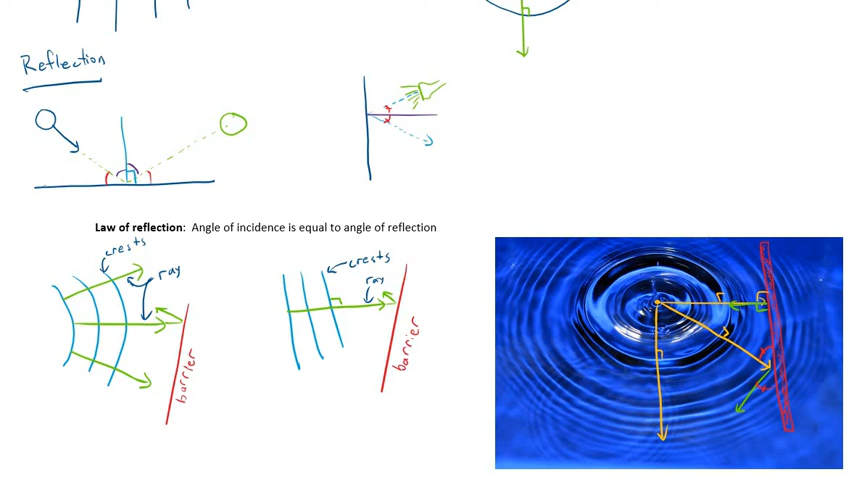 Reflection
Law of reflection: Angle of incidence is equal to angle of reflection
crests
ray
barrier
crests
ray
barrier